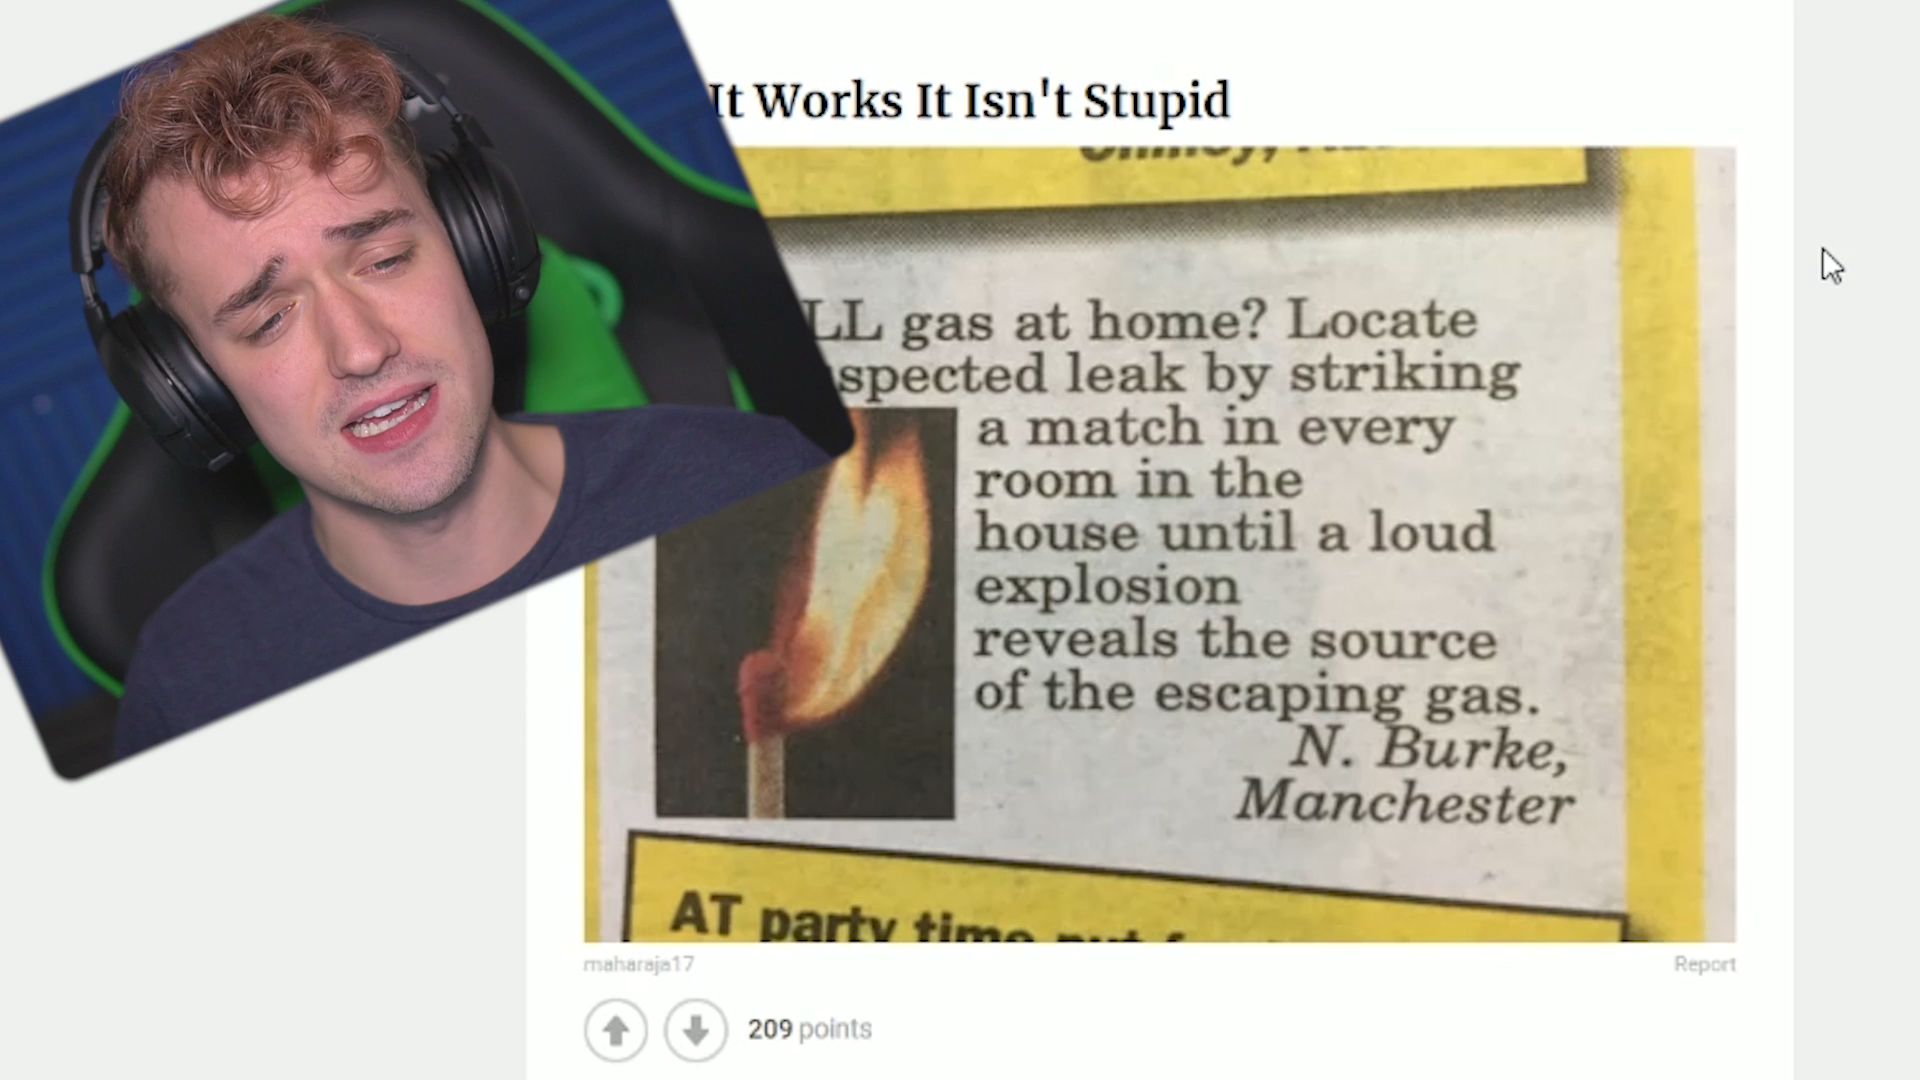 It Works It Isn't Stupid
LL gas at home? Locate
spected leak by striking
a match in every
room in the
house until a loud
explosion
reveals the source
of the escaping gas.
N. Burke,
Manchester
AT party time put
maharaja17
Report
209 points